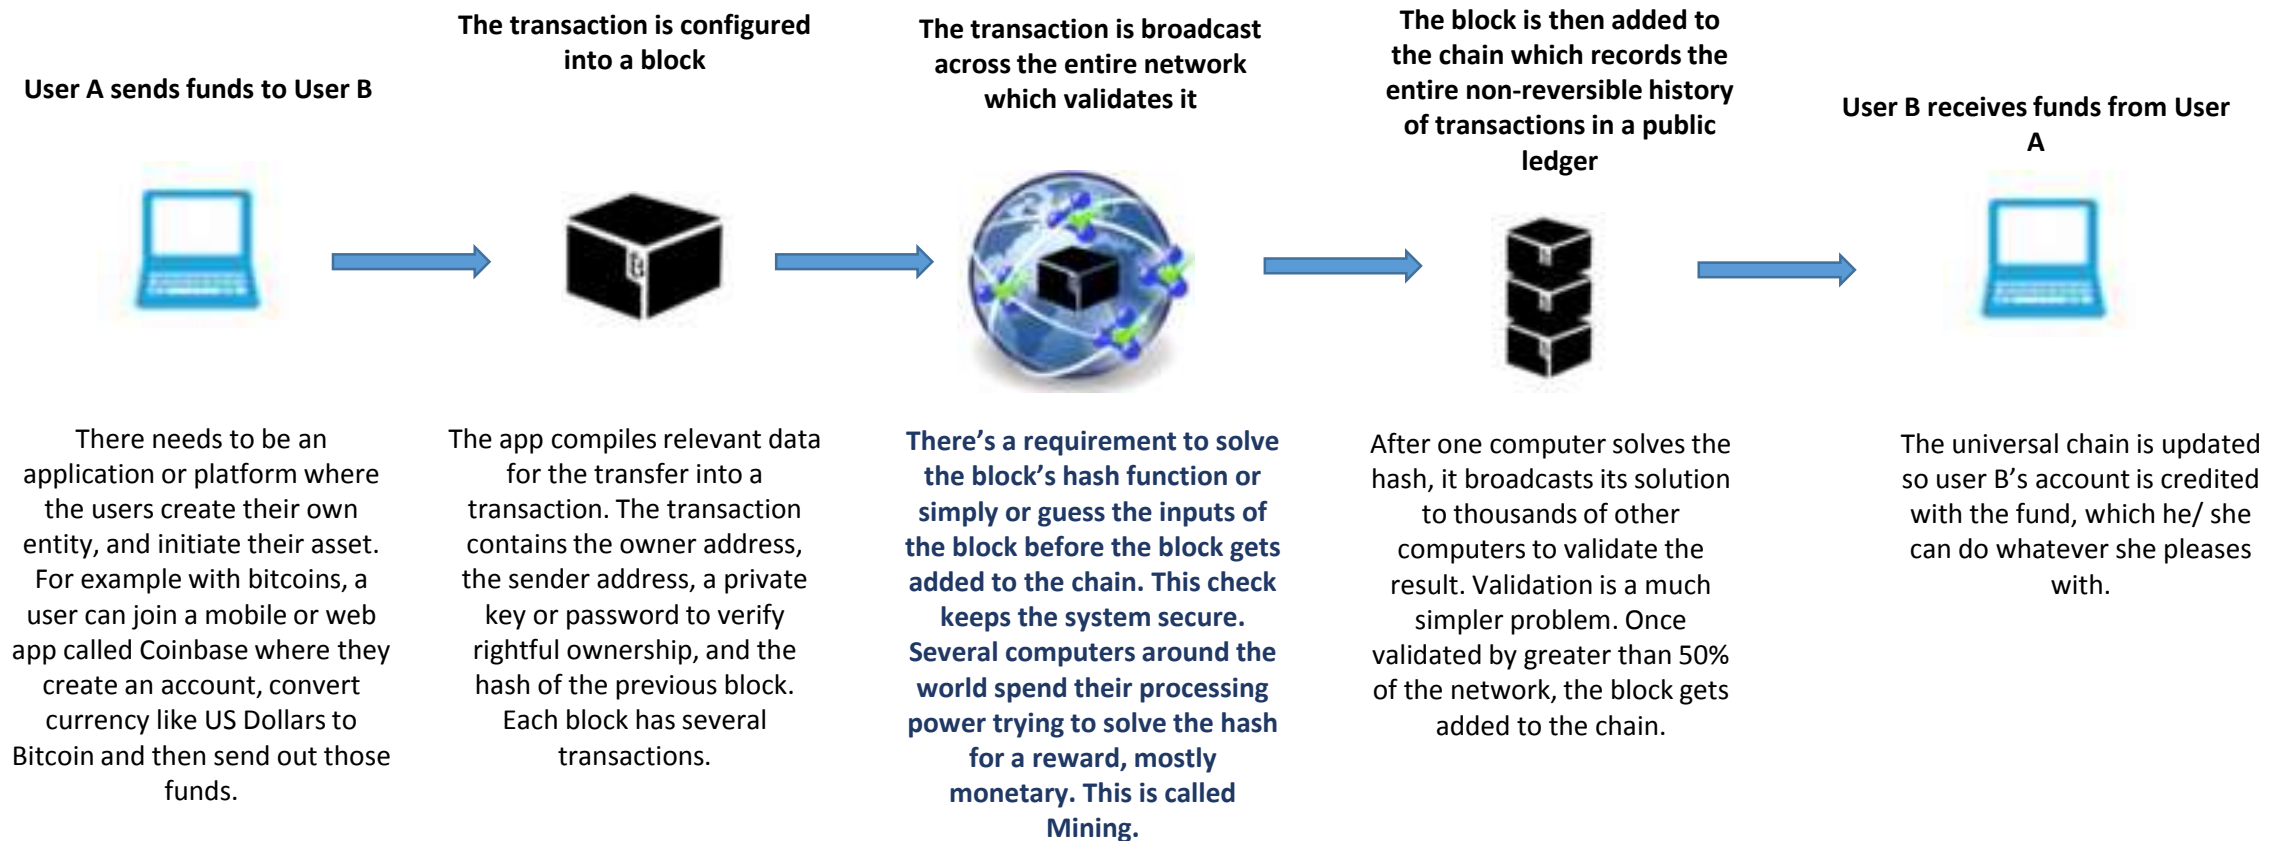 User A sends funds to User B
The transaction is configured
into a block
The transaction is broadcast
across the entire network
which validates it
The block is then added to
the chain which records the
entire non-reversible history
of transactions in a public
ledger
User B receives funds from User
A
B
There needs to be an
application or platform where
the users create their own
entity, and initiate their asset.
For example with bitcoins, a
user can join a mobile or web
app called Coinbase where they
create an account, convert
currency like US Dollars to
Bitcoin and then send out those
funds.
The app compiles relevant data
for the transfer into a
transaction. The transaction
contains the owner address,
the sender address, a private
key or password to verify
rightful ownership, and the
hash of the previous block.
Each block has several
transactions.
There’s a requirement to solve
the block’s hash function or
simply or guess the inputs of
the block before the block gets
added to the chain. This check
keeps the system secure.
Several computers around the
world spend their processing
power trying to solve the hash
for a reward, mostly
monetary. This is called
Mining.
After one computer solves the
hash, it broadcasts its solution
to thousands of other
computers to validate the
result. Validation is a much
simpler problem. Once
validated by greater than 50%
of the network, the block gets
added to the chain.
The universal chain is updated
so user B’s account is credited
with the fund, which he/ she
can do whatever she pleases
with.